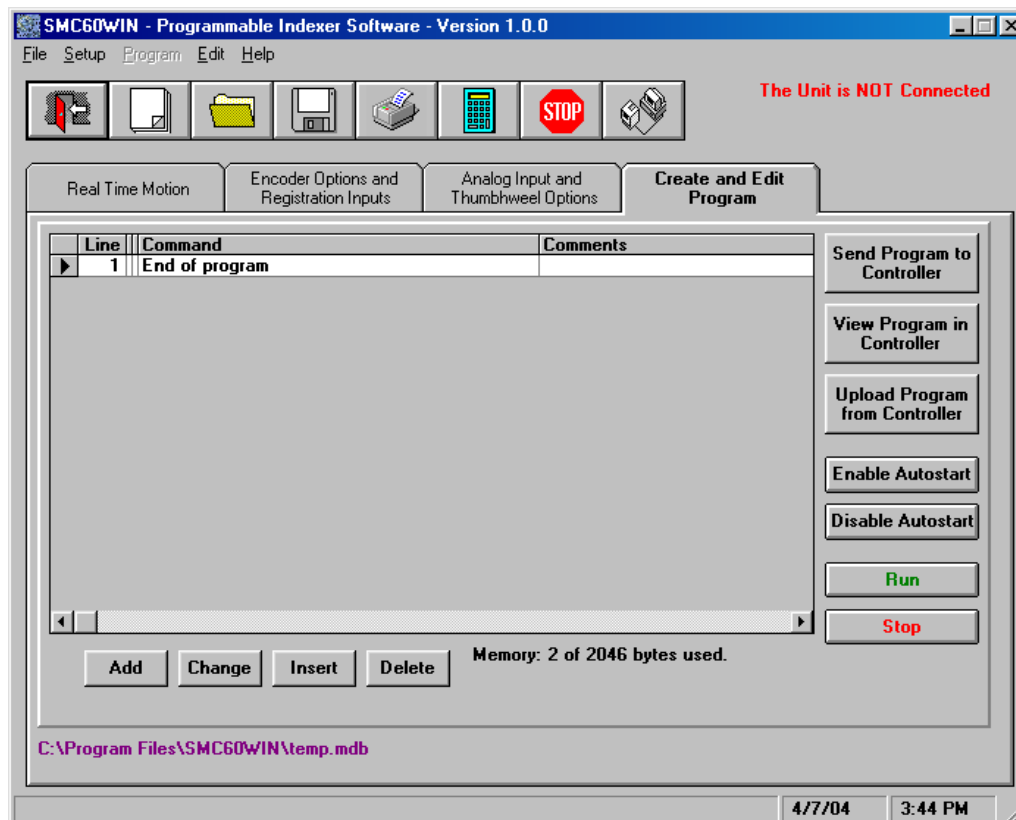 SMC60WIN - Programmable Indexer Software - Version 1.0.0
File Setup Program Edit Help
STOP
The Unit is NOT Connected
Real Time Motion
Encoder Options and
Registration Inputs
Analog Input and
Thumbhweel Options
Create and Edit
Program
Line Command Comments
1 End of program
Send Program to
Controller
View Program in
Controller
Upload Program
from Controller
Enable Autostart
Disable Autostart
Run
Stop
Add Change Insert Delete
Memory: 2 of 2046 bytes used.
C:\Program Files\SMC60WIN\temp.mdb
4/7/04 3:44 PM